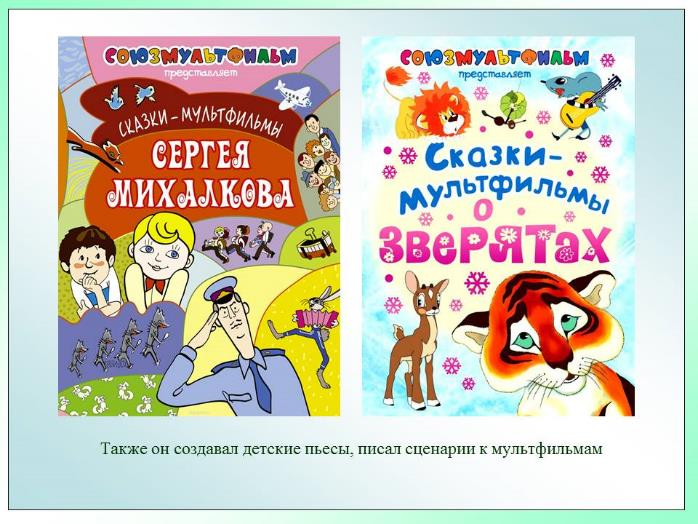 СОЮЗМУЛЬТФИЛЬМ
представляет
СКАЗКИ-МУЛЬТФИЛЬМЫ
СЕРГЕЯ
МИХАЛКОВА
СОЮЗМУЛЬТФИЛЬМ
представляет
Сказки-
мультфильмы
о
зверятах
Также он создавал детские пьесы, писал сценарии к мультфильмам